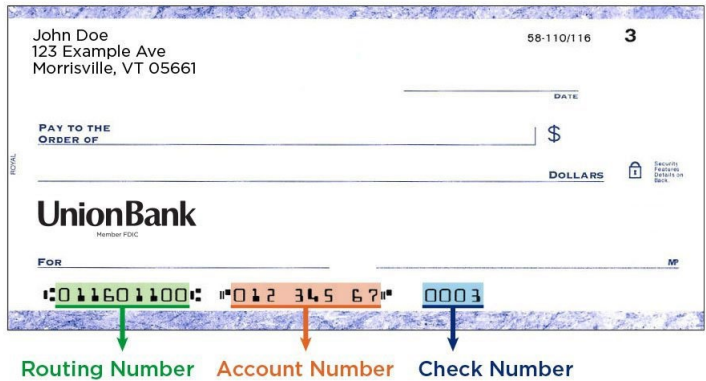 John Doe
123 Example Ave
Morrisville, VT 05661
58-110/116
3
DATE
PAY TO THE
ORDER OF
$
ROYAL
DOLLARS
Security
Features
Details on
Back.
UnionBank
Member FDIC
FOR
MP
⑆011601100⑆ ⑈012 345 67⑈ 0003
Routing Number Account Number Check Number